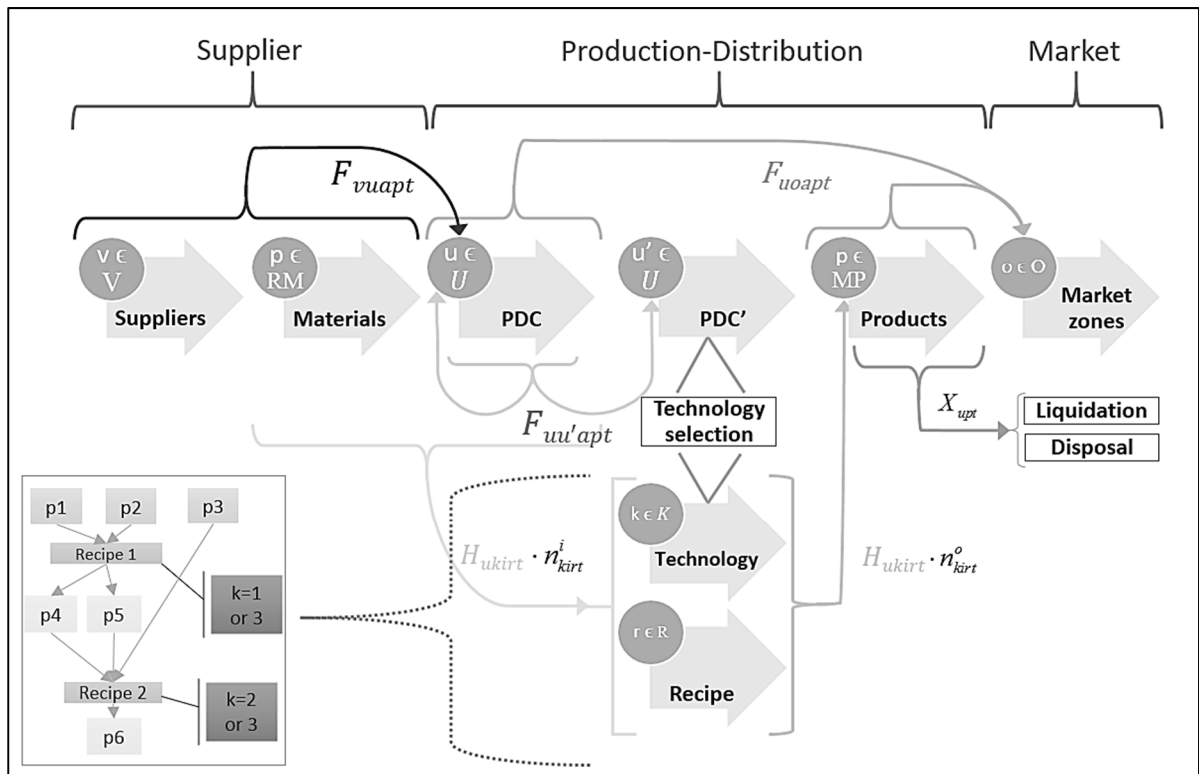 Supplier
Production-Distribution
Market
F_vuapt
F_uoapt
v ϵ
V
Suppliers
p ϵ
RM
Materials
u ϵ
U
PDC
u' ϵ
U
PDC'
p ϵ
MP
Products
o ϵ O
Market
zones
F_uu'apt
Technology
selection
X_upt
Liquidation
Disposal
p1
p2
p3
Recipe 1
k=1
or 3
p4
p5
Recipe 2
k=2
or 3
p6
H_ukirt · n^i_kirt
k ϵ K
Technology
r ϵ R
Recipe
H_ukirt · n^o_kirt